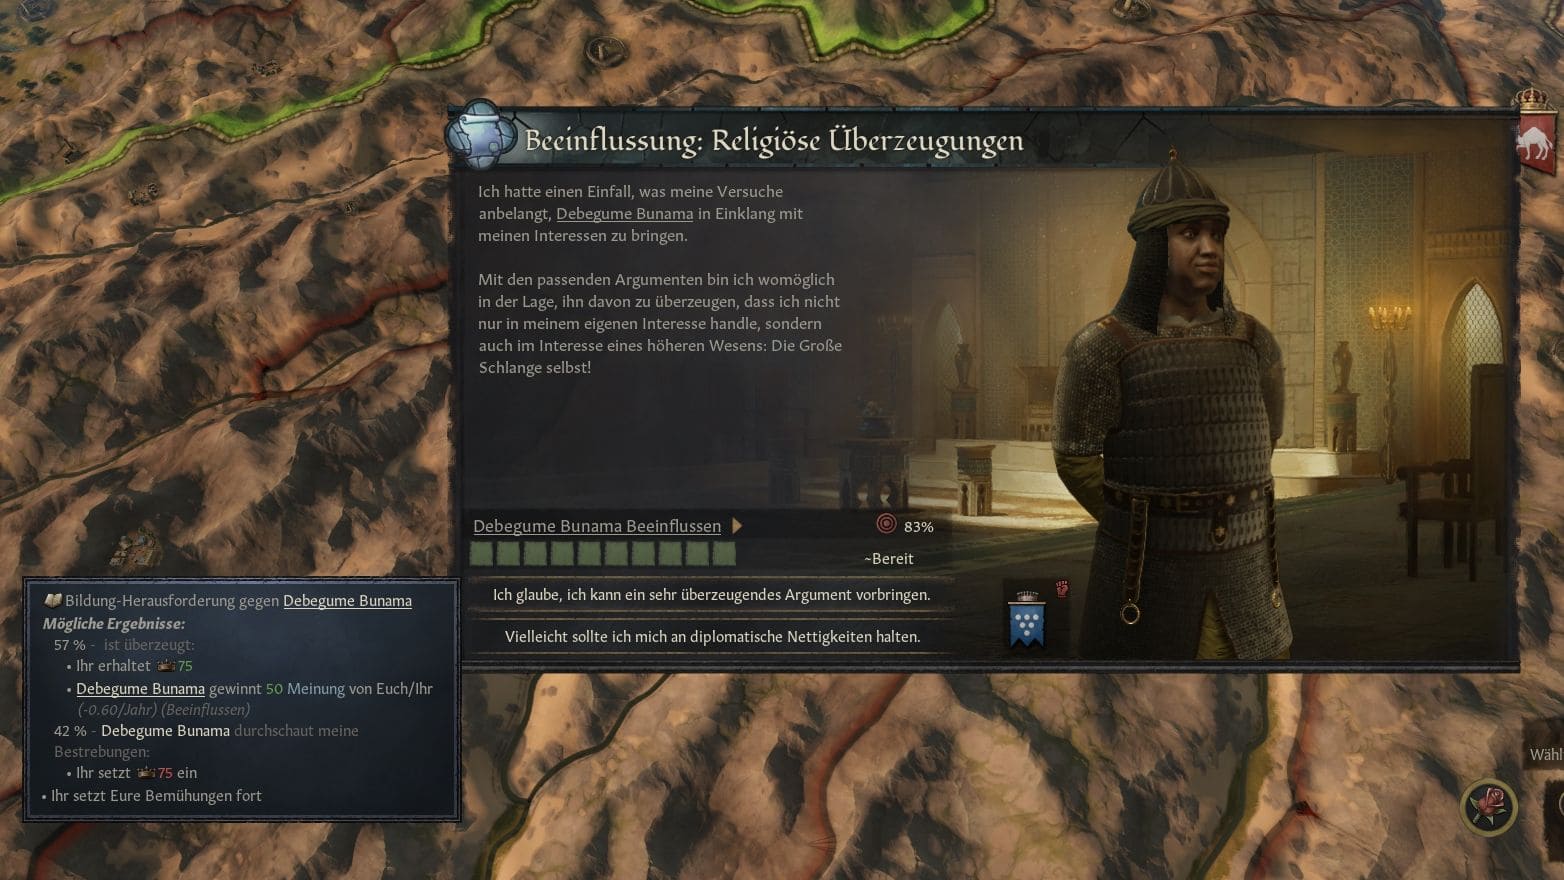 Beeinflussung: Religiöse Überzeugungen
Ich hatte einen Einfall, was meine Versuche
anbelangt, Debegume Bunama in Einklang mit
meinen Interessen zu bringen.
Mit den passenden Argumenten bin ich womöglich
in der Lage, ihn davon zu überzeugen, dass ich nicht
nur in meinem eigenen Interesse handle, sondern
auch im Interesse eines höheren Wesens: Die Große
Schlange selbst!
Debegume Bunama Beeinflussen
83%
~Bereit
Ich glaube, ich kann ein sehr überzeugendes Argument vorbringen.
Vielleicht sollte ich mich an diplomatische Nettigkeiten halten.
Bildung-Herausforderung gegen Debegume Bunama
Mögliche Ergebnisse:
57 % - ist überzeugt:
• Ihr erhaltet 75
• Debegume Bunama gewinnt 50 Meinung von Euch/Ihr
(-0.60/Jahr) (Beeinflussen)
42 % - Debegume Bunama durchschaut meine
Bestrebungen:
• Ihr setzt 75 ein
• Ihr setzt Eure Bemühungen fort
Wähl